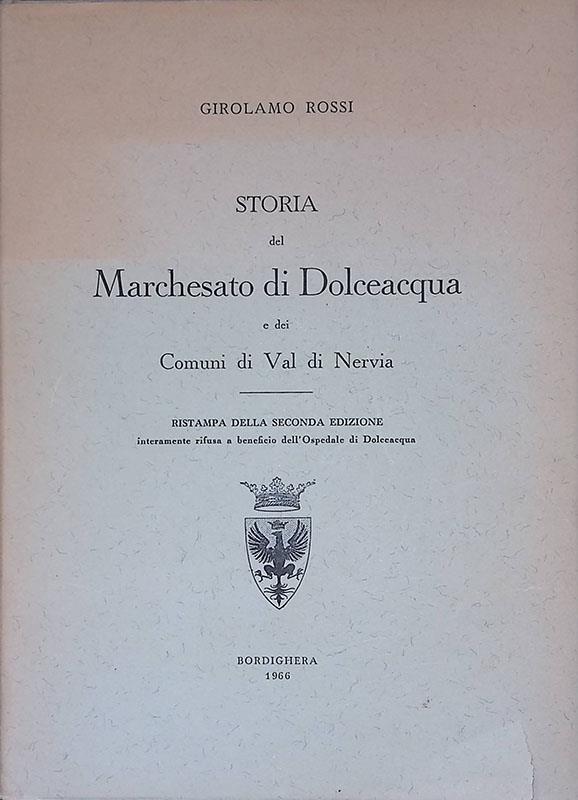 GIROLAMO ROSSI
STORIA
del
Marchesato di Dolceacqua
e dei
Comuni di Val di Nervia
RISTAMPA DELLA SECONDA EDIZIONE
interamente rifusa a beneficio dell'Ospedale di Dolceacqua
BORDIGHERA
1966